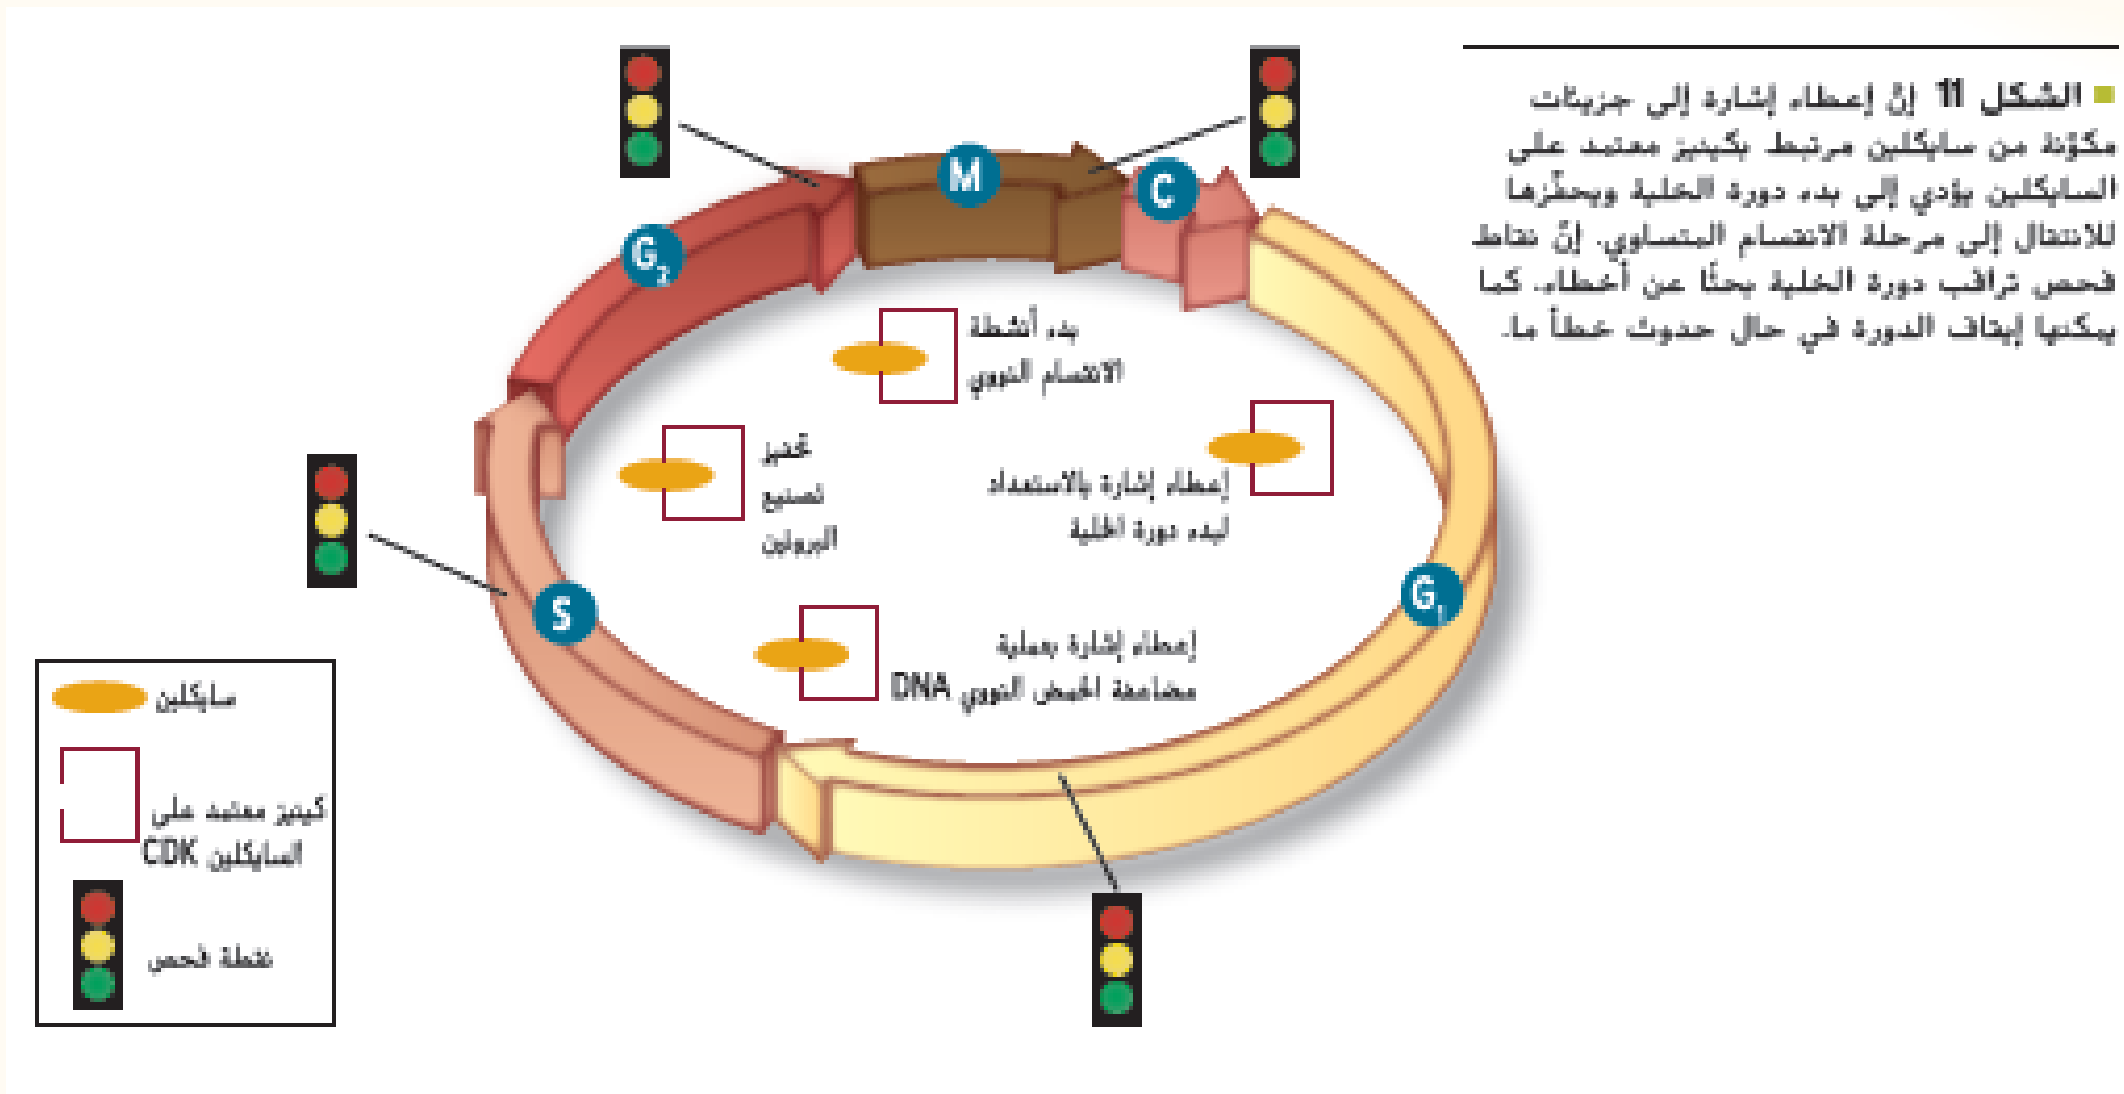 ■ الشكل 11 إنّ إعطاء إشارة إلى جزيئات
مكوّنة من سايكلين مرتبط بكينيز معتمد على
السايكلين يؤدي إلى بدء دورة الخلية ويحفّزها
للانتقال إلى مرحلة الانقسام المتساوي. إنّ نقاط
فحص تراقب دورة الخلية بحثًا عن أخطاء. كما
يمكنها إيقاف الدورة في حال حدوث خطأ ما.
M
C
G2
بدء أنشطة
الانقسام النووي
تحفيز
تصنيع
البروتين
إعطاء إشارة بالاستعداد
لبدء دورة الخلية
G1
S
إعطاء إشارة بعملية
مضاعفة الحمض النووي DNA
سايكلين
كينيز معتمد على
السايكلين CDK
نقطة فحص